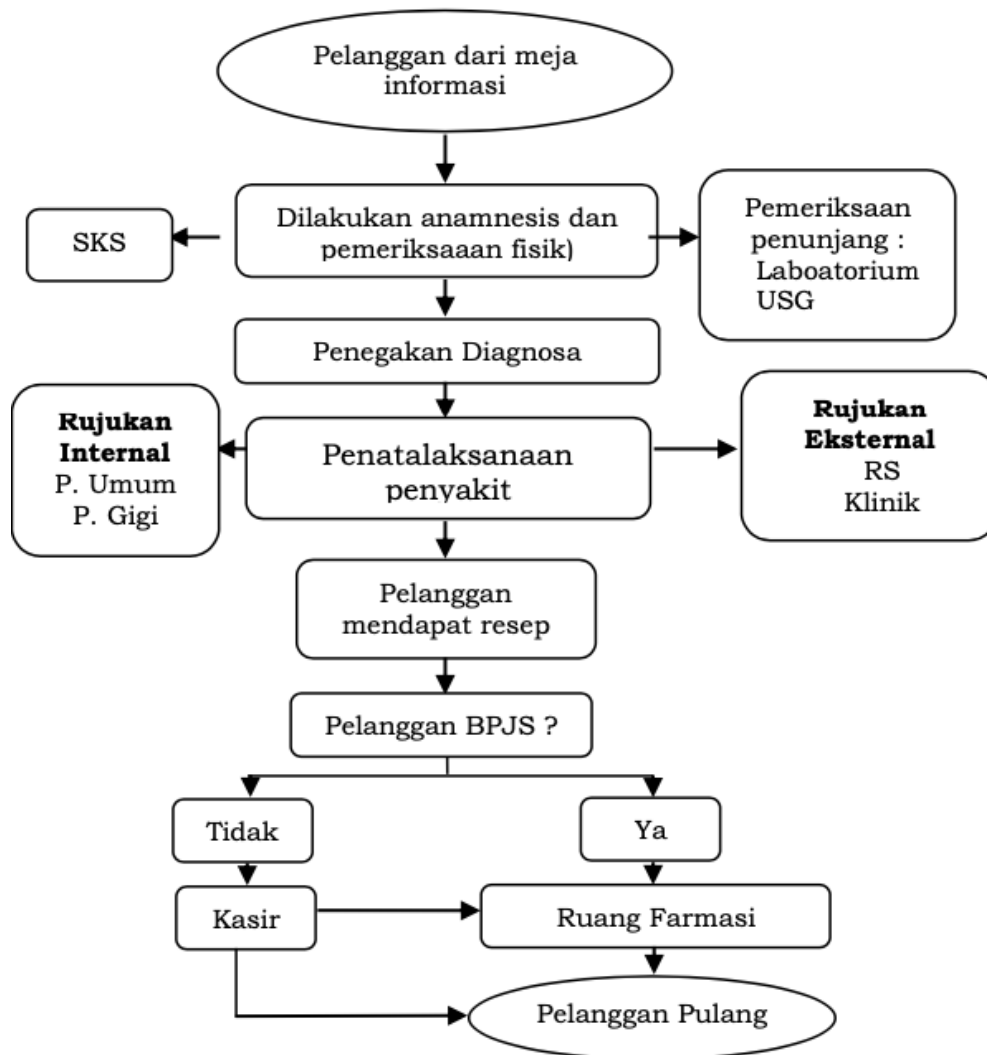 Pelanggan dari meja
informasi
SKS
Dilakukan anamnesis dan
pemeriksaaan fisik)
Pemeriksaan
penunjang :
Laboatorium
USG
Penegakan Diagnosa
Rujukan
Internal
P. Umum
P. Gigi
Penatalaksanaan
penyakit
Rujukan
Eksternal
RS
Klinik
Pelanggan
mendapat resep
Pelanggan BPJS ?
Tidak
Ya
Kasir
Ruang Farmasi
Pelanggan Pulang